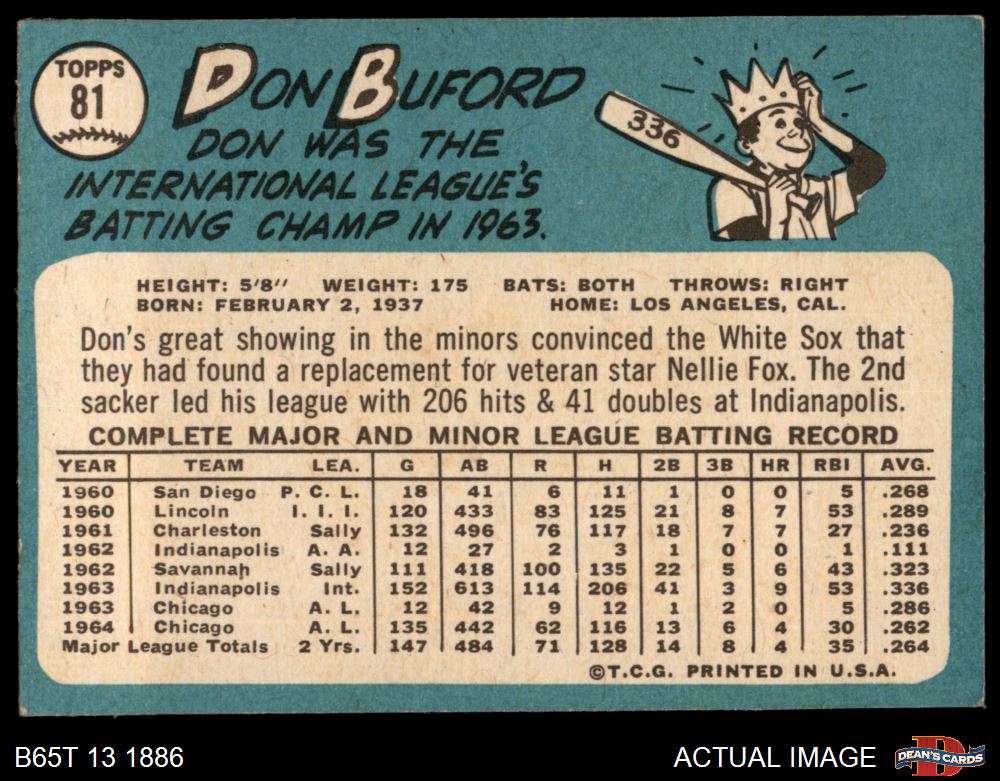 TOPPS
81
DON BUFORD
336
DON WAS THE
INTERNATIONAL LEAGUE'S
BATTING CHAMP IN 1963.
HEIGHT: 5'8" WEIGHT: 175 BATS: BOTH THROWS: RIGHT
BORN: FEBRUARY 2, 1937 HOME: LOS ANGELES, CAL.
Don's great showing in the minors convinced the White Sox that
they had found a replacement for veteran star Nellie Fox. The 2nd
sacker led his league with 206 hits & 41 doubles at Indianapolis.
COMPLETE MAJOR AND MINOR LEAGUE BATTING RECORD
YEAR TEAM LEA. G AB R H 2B 3B HR RBI AVG.
1960 San Diego P. C. L. 18 41 6 11 1 0 0 5 .268
1960 Lincoln I. I. I. 120 433 83 125 21 8 7 53 .289
1961 Charleston Sally 132 496 76 117 18 7 7 27 .236
1962 Indianapolis A. A. 12 27 2 3 1 0 0 1 .111
1962 Savannah Sally 111 418 100 135 22 5 6 43 .323
1963 Indianapolis Int. 152 613 114 206 41 3 9 53 .336
1963 Chicago A. L. 12 42 9 12 1 2 0 5 .286
1964 Chicago A. L. 135 442 62 116 13 6 4 30 .262
Major League Totals 2 Yrs. 147 484 71 128 14 8 4 35 .264
©T.C.G. PRINTED IN U.S.A.
B65T 13 1886 ACTUAL IMAGE
D
DEAN'S CARDS